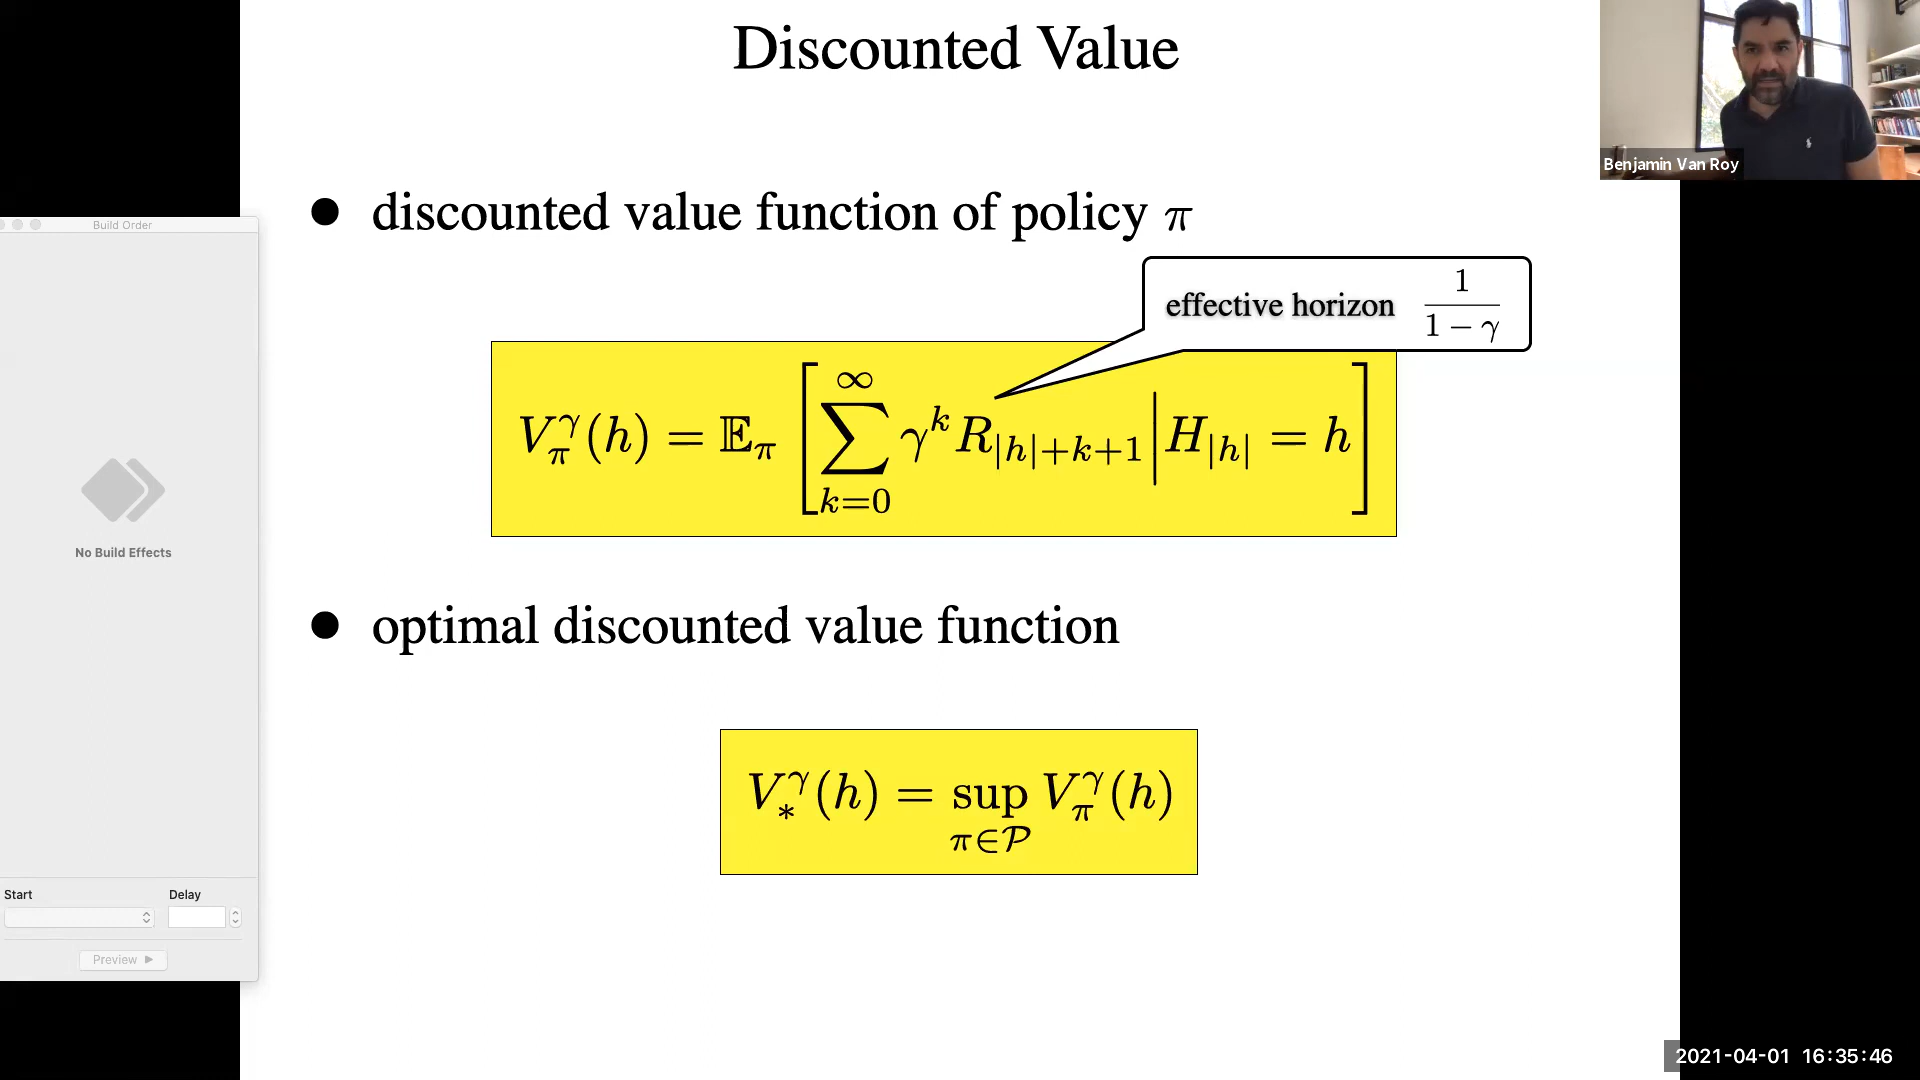 Discounted Value
Benjamin Van Roy
● discounted value function of policy π
Build Order
effective horizon 1 / (1 − γ)
V_π^γ(h) = 𝔼_π [ ∑_{k=0}^{∞} γ^k R_{|h|+k+1} | H_{|h|} = h ]
No Build Effects
● optimal discounted value function
V_*^γ(h) = sup_{π∈𝒫} V_π^γ(h)
Start Delay
Preview ▶
2021-04-01 16:35:46